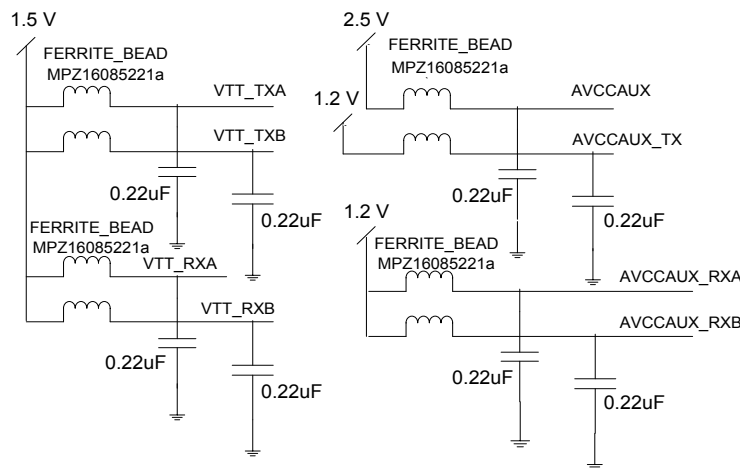 1.5 V
FERRITE_BEAD
MPZ16085221a
VTT_TXA
VTT_TXB
0.22uF
0.22uF
FERRITE_BEAD
MPZ16085221a
VTT_RXA
VTT_RXB
0.22uF
0.22uF
2.5 V
FERRITE_BEAD
MPZ16085221a
AVCCAUX
1.2 V
AVCCAUX_TX
0.22uF
0.22uF
1.2 V
FERRITE_BEAD
MPZ16085221a
AVCCAUX_RXA
AVCCAUX_RXB
0.22uF
0.22uF